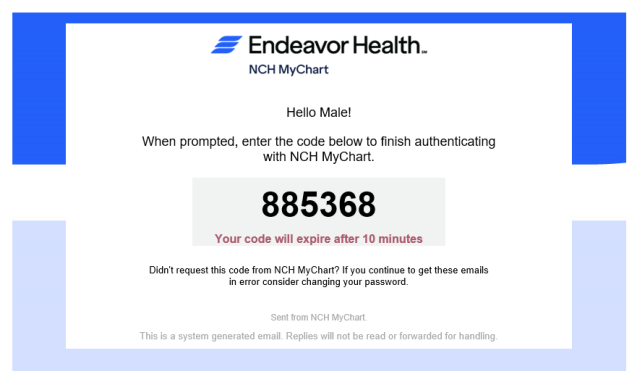 Endeavor Health℠
NCH MyChart
Hello Male!
When prompted, enter the code below to finish authenticating
with NCH MyChart.
885368
Your code will expire after 10 minutes
Didn't request this code from NCH MyChart? If you continue to get these emails
in error consider changing your password.
Sent from NCH MyChart.
This is a system generated email. Replies will not be read or forwarded for handling.